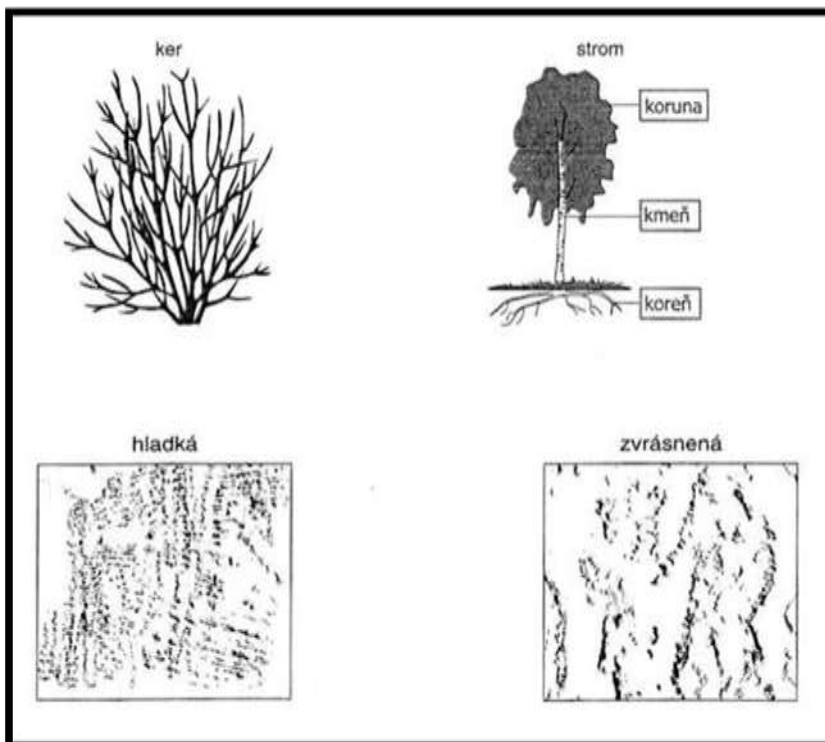 ker
strom
koruna
kmeň
koreň
hladká
zvrásnená